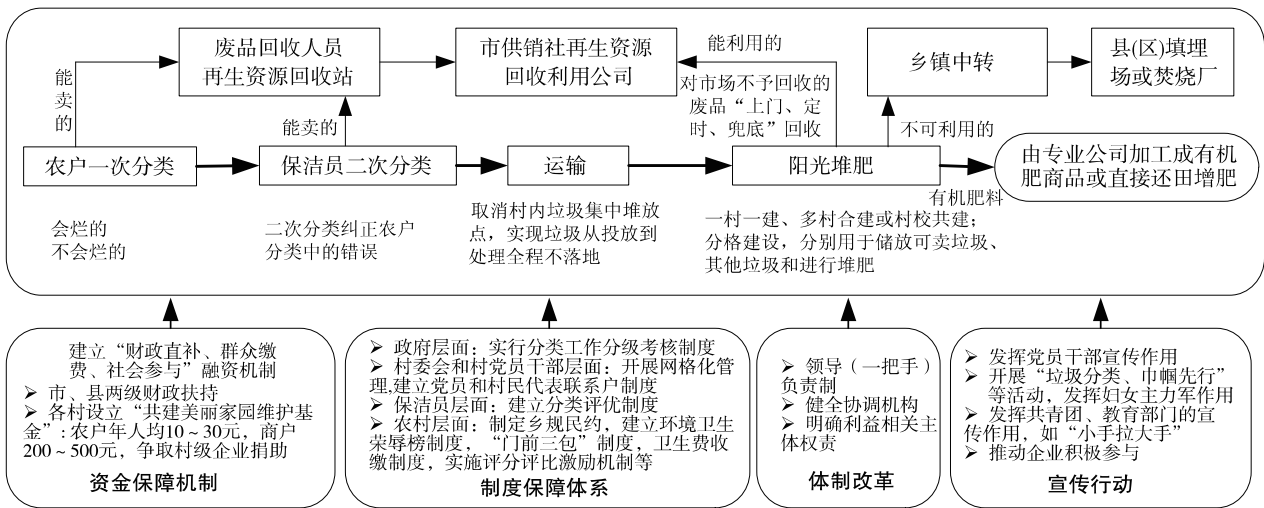 废品回收人员
再生资源回收站
市供销社再生资源
回收利用公司
能利用的
乡镇中转
县(区)填埋
场或焚烧厂
能卖的
能卖的
对市场不予回收的
废品“上门、定
时、兜底”回收
不可利用的
农户一次分类
保洁员二次分类
运输
阳光堆肥
由专业公司加工成有机
肥商品或直接还田增肥
有机肥料
会烂的
不会烂的
二次分类纠正农户
分类中的错误
取消村内垃圾集中堆放
点，实现垃圾从投放到
处理全程不落地
一村一建、多村合建或村校共建；
分格建设，分别用于储放可卖垃圾、
其他垃圾和进行堆肥
建立“财政直补、群众缴
费、社会参与”融资机制
➢ 市、县两级财政扶持
➢ 各村设立“共建美丽家园维护基
金”：农户年人均10～30元，商户
200～500元，争取村级企业捐助
资金保障机制
➢ 政府层面：实行分类工作分级考核制度
➢ 村委会和村党员干部层面：开展网格化管
理,建立党员和村民代表联系户制度
➢ 保洁员层面：建立分类评优制度
➢ 农村层面：制定乡规民约，建立环境卫生
荣辱榜制度，“门前三包”制度，卫生费收
缴制度，实施评分评比激励机制等
制度保障体系
➢ 领导（一把手）
负责制
➢ 健全协调机构
➢ 明确利益相关主
体权责
体制改革
➢ 发挥党员干部宣传作用
➢ 开展“垃圾分类、巾帼先行”
等活动，发挥妇女主力军作用
➢ 发挥共青团、教育部门的宣
传作用，如“小手拉大手”
➢ 推动企业积极参与
宣传行动